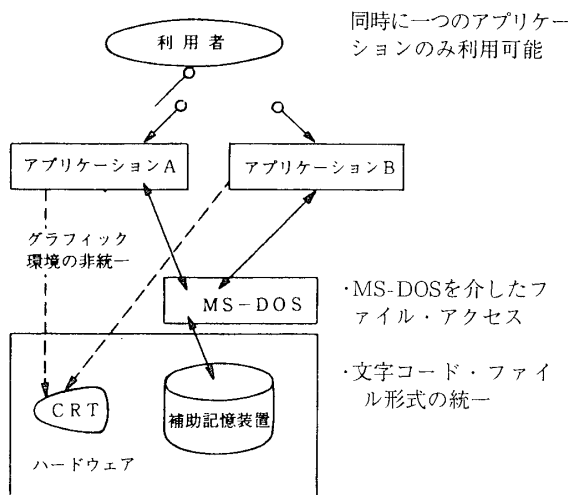 同時に一つのアプリケー
ションのみ利用可能
利用者
アプリケーションA
アプリケーションB
グラフィック
環境の非統一
MS-DOS
・MS-DOSを介したフ
ァイル・アクセス
・文字コード・ファイ
ル形式の統一
CRT
補助記憶装置
ハードウェア